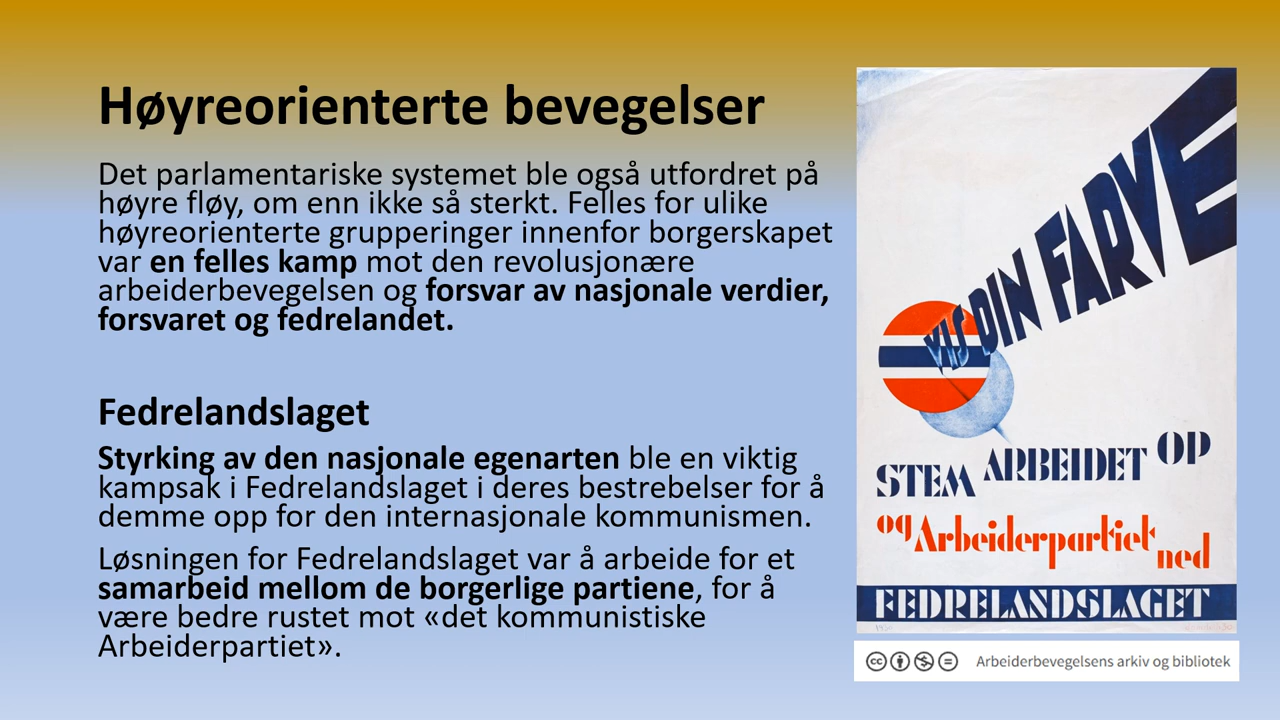 Høyreorienterte bevegelser
Det parlamentariske systemet ble også utfordret på
høyre fløy, om enn ikke så sterkt. Felles for ulike
høyreorienterte grupperinger innenfor borgerskapet
var en felles kamp mot den revolusjonære
arbeiderbevegelsen og forsvar av nasjonale verdier,
forsvaret og fedrelandet.
Fedrelandslaget
Styrking av den nasjonale egenarten ble en viktig
kampsak i Fedrelandslaget i deres bestrebelser for å
demme opp for den internasjonale kommunismen.
Løsningen for Fedrelandslaget var å arbeide for et
samarbeid mellom de borgerlige partiene, for å
være bedre rustet mot «det kommunistiske
Arbeiderpartiet».
VIS DIN FARVE
STEM ARBEIDET OP
og Arbeiderpartiet ned
FEDRELANDSLAGET
Arbeiderbevegelsens arkiv og bibliotek